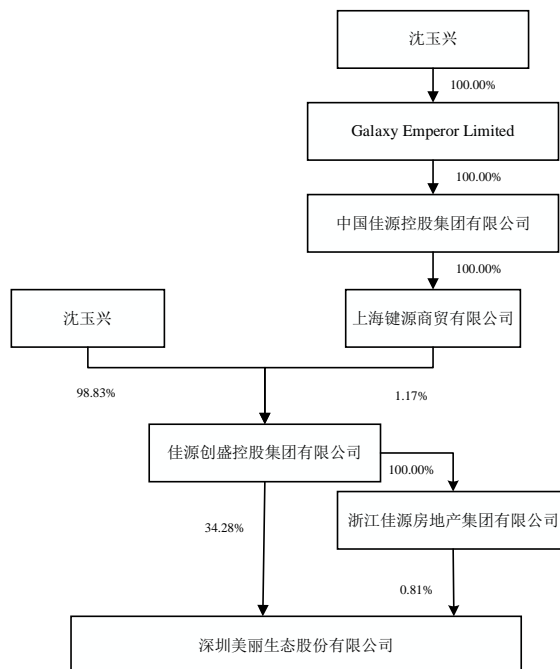 沈玉兴
100.00%
Galaxy Emperor Limited
100.00%
中国佳源控股集团有限公司
100.00%
沈玉兴
上海键源商贸有限公司
98.83%
1.17%
佳源创盛控股集团有限公司
100.00%
浙江佳源房地产集团有限公司
34.28%
0.81%
深圳美丽生态股份有限公司